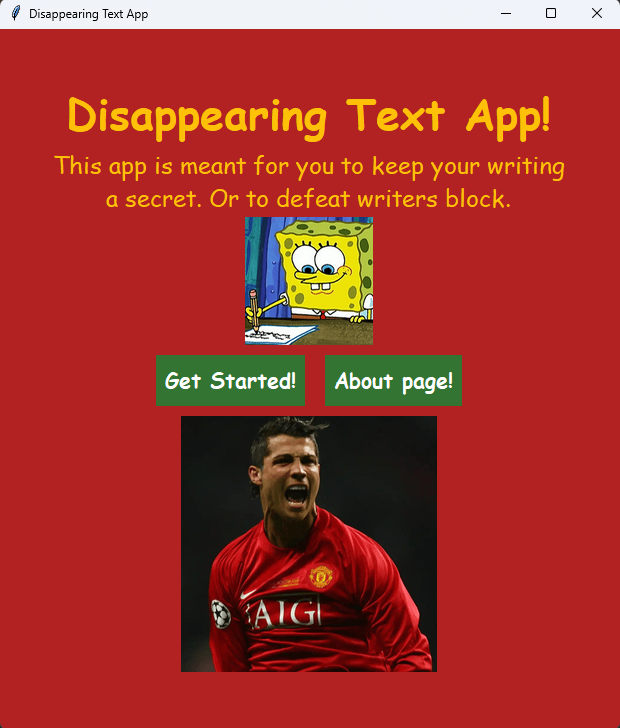 Disappearing Text App
Disappearing Text App!
This app is meant for you to keep your writing
a secret. Or to defeat writers block.
Get Started!
About page!
AIG